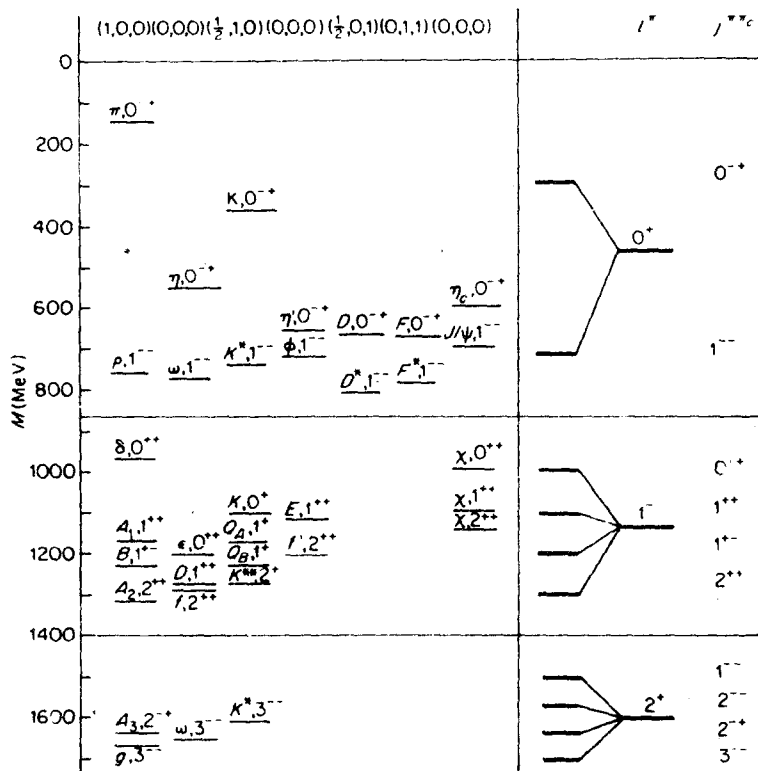 (1,0,0)(0,0,0)(½,1,0)(0,0,0)(½,0,1)(0,1,1)(0,0,0) l^π J^ππc
0
π,0⁻⁺
200
0⁻⁺
K,0⁻⁺
400
0⁺
η,0⁻⁺
η_c,0⁻⁺
600
η',0⁻⁺ D,0⁻⁺ F,0⁻⁺
J/ψ,1⁻⁻
ρ,1⁻⁻ ω,1⁻⁻ K*,1⁻⁻ ϕ,1⁻⁻
1⁻⁻
D*,1⁻⁻ F*,1⁻⁻
800
M(MeV)
δ,0⁺⁺
χ,0⁺⁺
1000
0⁺⁺
K,0⁺ E,1⁺⁺
χ,1⁺⁺
1⁺⁺
A₁,1⁺⁺ Q_A,1⁺
χ,2⁺⁺
1⁻
B,1⁺⁻ ϵ,0⁺⁺ Q_B,1⁺ f',2⁺⁺
1200
1⁺⁻
A₂,2⁺⁺ D,1⁺⁺ K**,2⁺
2⁺⁺
f,2⁺⁺
1400
1⁻⁻
2⁻⁻
2⁺
A₃,2⁻⁺ ω,3⁻⁻ K*,3⁻⁻
1600
2⁻⁺
g,3⁻⁻
3⁻⁻